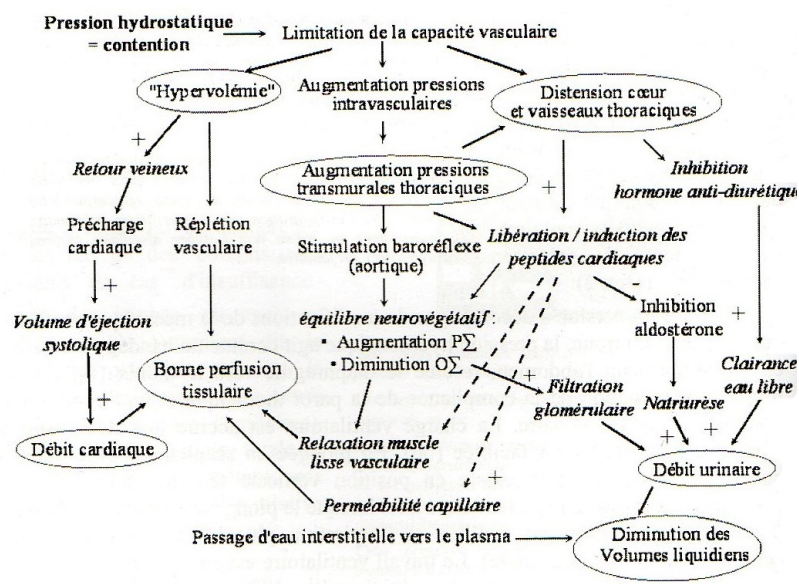 Pression hydrostatique
= contention
Limitation de la capacité vasculaire
"Hypervolémie"
Augmentation pressions
intravasculaires
Distension cœur
et vaisseaux thoraciques
+
Retour veineux
Augmentation pressions
transmurales thoraciques
+
Inhibition
hormone anti-diurétique
Précharge
cardiaque
Réplétion
vasculaire
Stimulation baroréflexe
(aortique)
Libération / induction des
peptides cardiaques
+
Volume d'éjection
systolique
équilibre neurovégétatif :
• Augmentation PΣ
• Diminution OΣ
Inhibition
aldostérone
+
+
Bonne perfusion
tissulaire
+
Filtration
glomérulaire
+
Natriurèse
Clairance
eau libre
Débit cardiaque
Relaxation muscle
lisse vasculaire
+
+
+
Débit urinaire
Perméabilité capillaire
Passage d'eau interstitielle vers le plasma
Diminution des
Volumes liquidiens